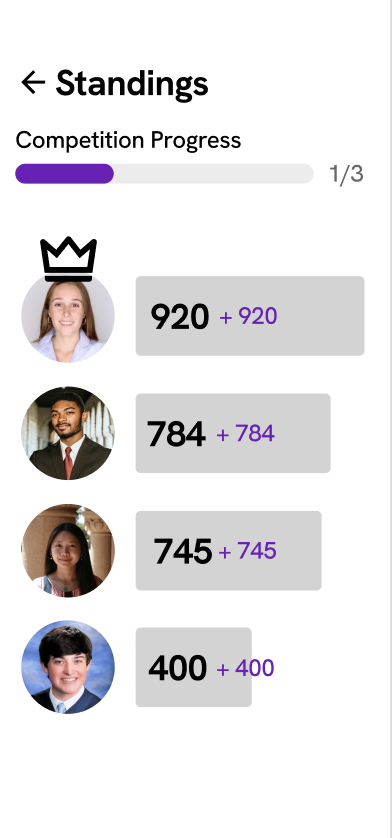 ← Standings
Competition Progress
1/3
920 + 920
784 + 784
745 + 745
400 + 400